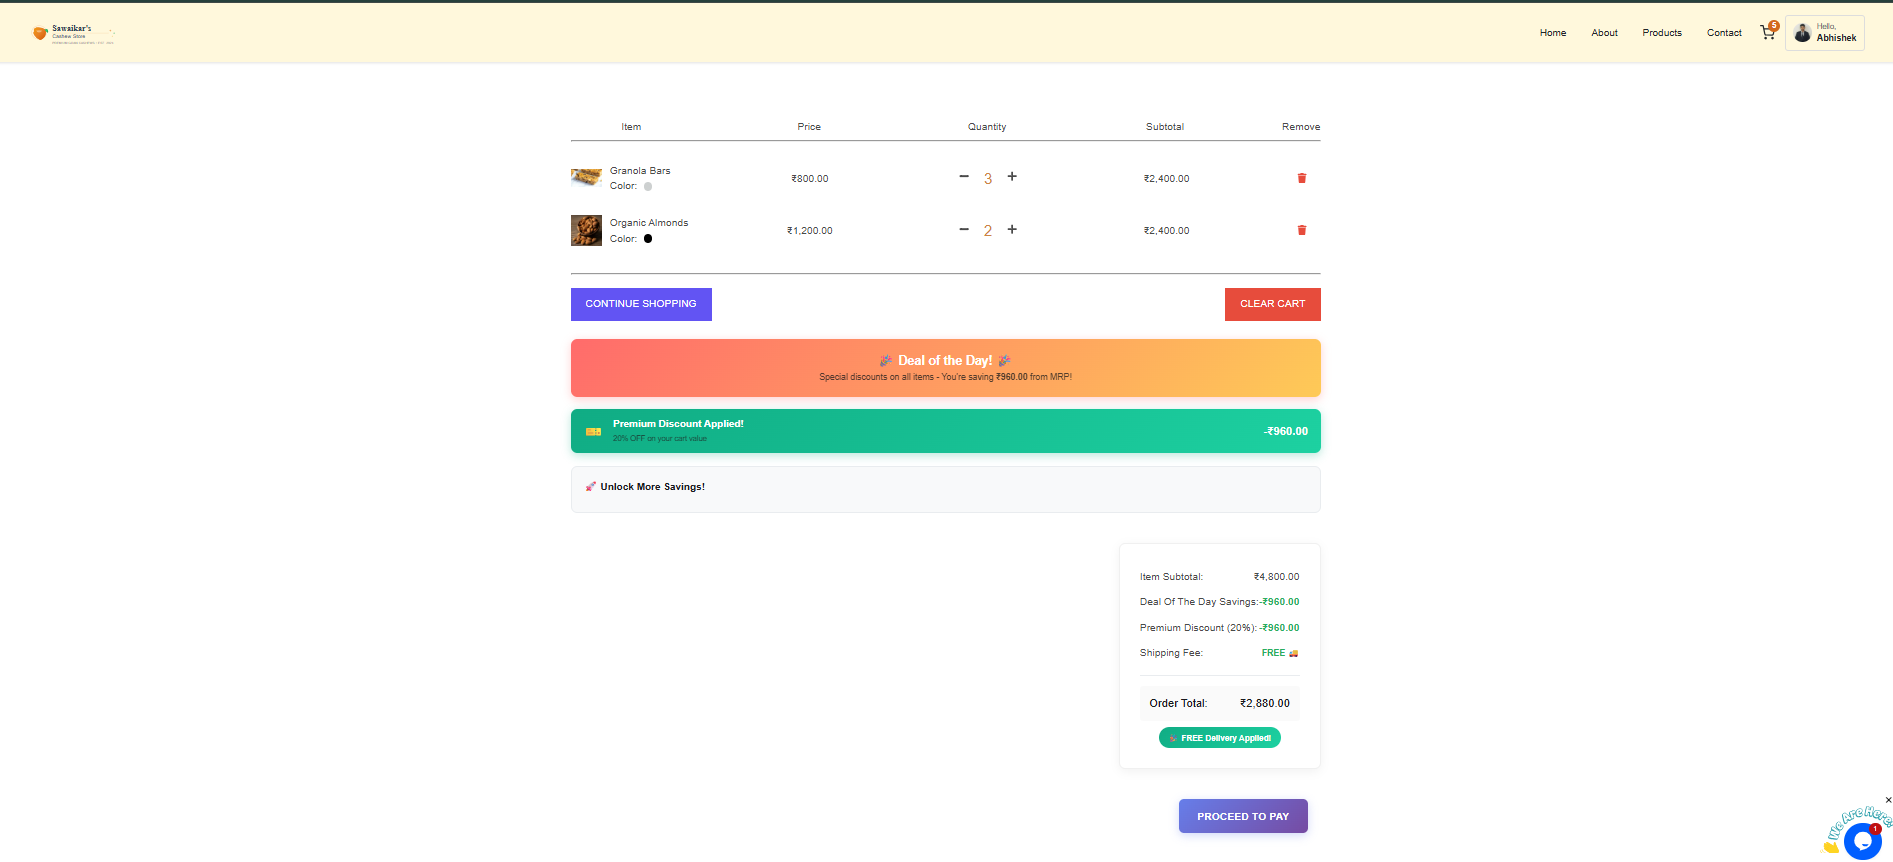 Sawaikar's
Cashew Store
Home
About
Products
Contact
5
Hello,
Abhishek
Item Price Quantity Subtotal Remove
Granola Bars
Color:
₹800.00
3
₹2,400.00
Organic Almonds
Color:
₹1,200.00
2
₹2,400.00
CONTINUE SHOPPING
CLEAR CART
Deal of the Day!
Special discounts on all items - You're saving ₹960.00 from MRP!
Premium Discount Applied!
20% OFF on your cart value
-₹960.00
Unlock More Savings!
Item Subtotal: ₹4,800.00
Deal Of The Day Savings:-₹960.00
Premium Discount (20%): -₹960.00
Shipping Fee: FREE
Order Total: ₹2,880.00
FREE Delivery Applied!
PROCEED TO PAY
We Are Here!
1